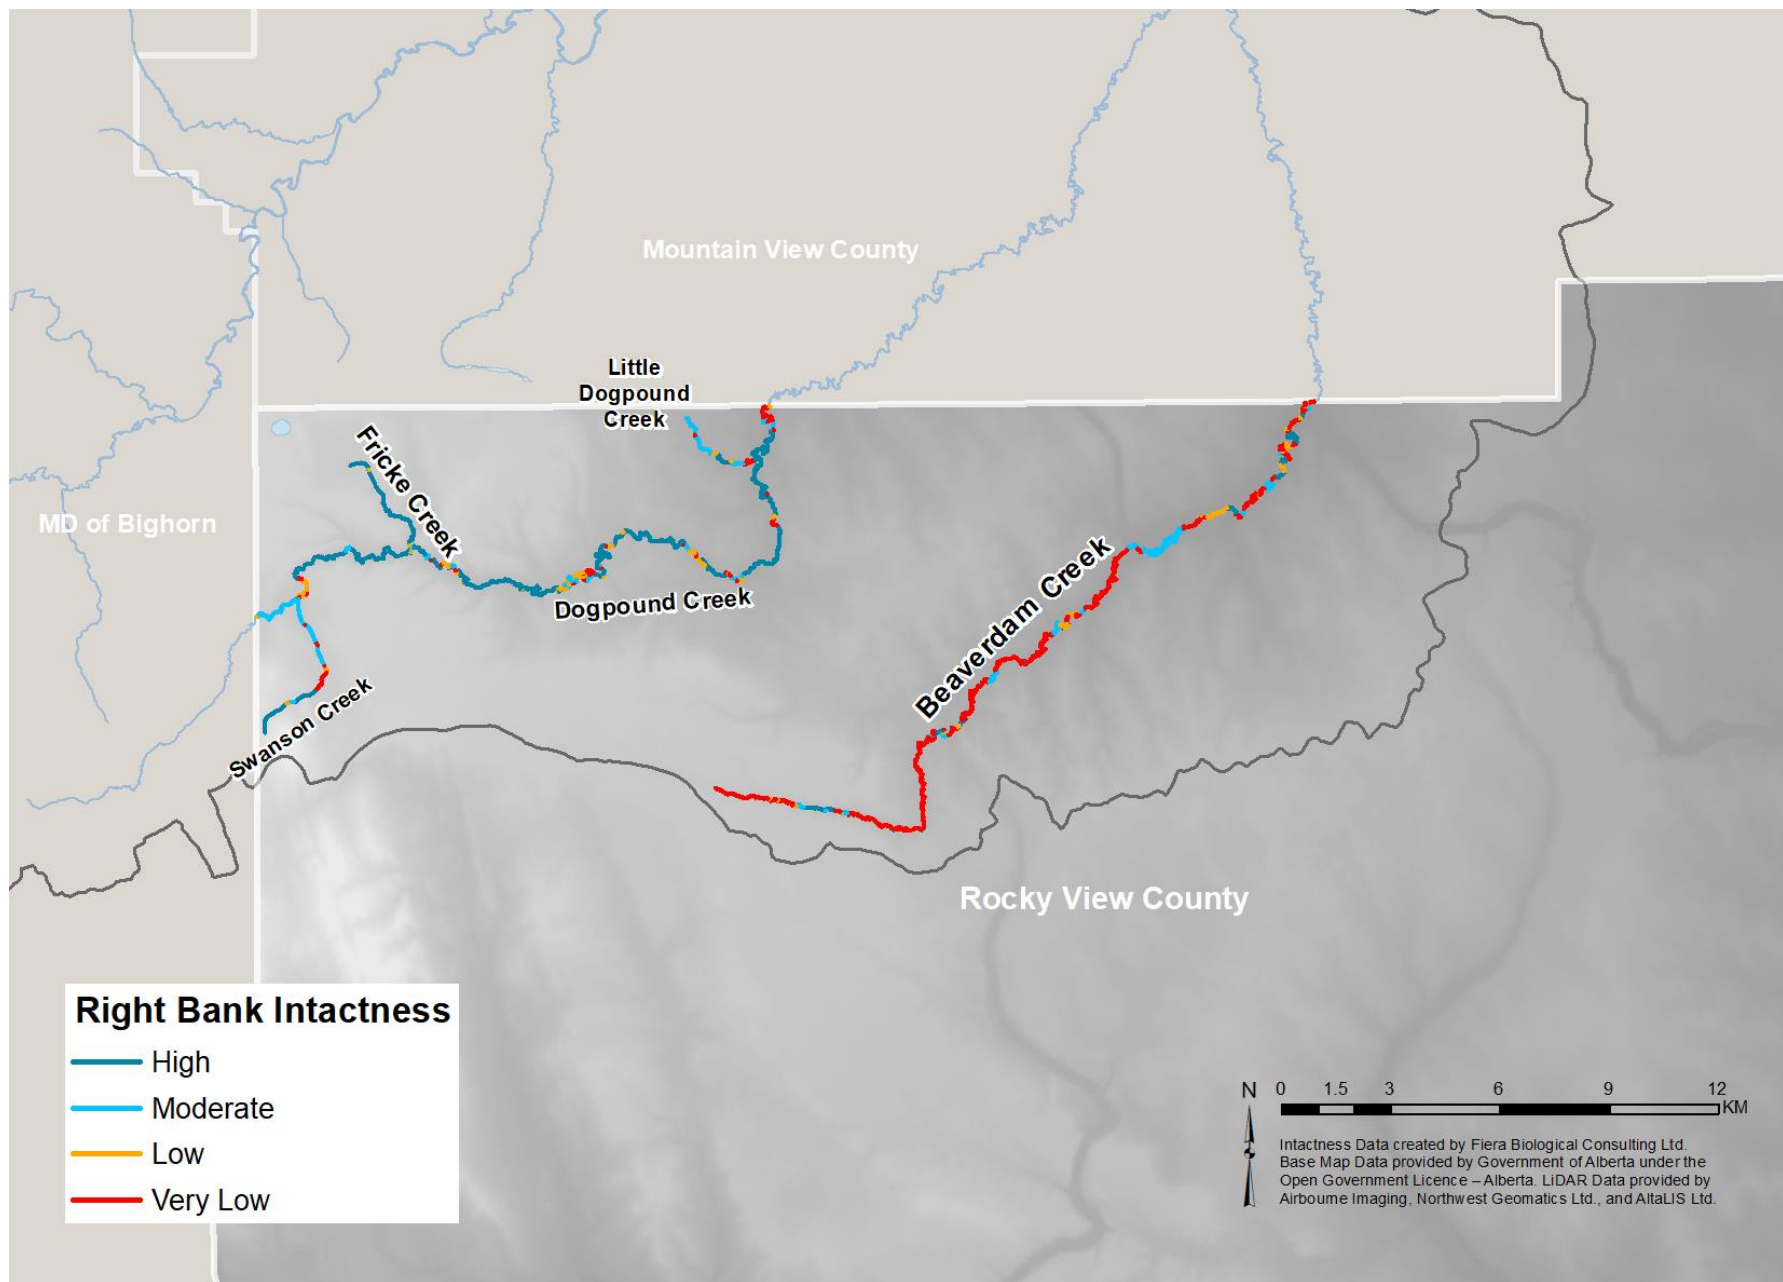 Mountain View County
Little
Dogpound
Creek
Fricke Creek
MD of Bighorn
Dogpound Creek
Beaverdam Creek
Swanson Creek
Rocky View County
Right Bank Intactness
High
Moderate
Low
Very Low
N 0 1.5 3 6 9 12
KM
Intactness Data created by Fiera Biological Consulting Ltd.
Base Map Data provided by Government of Alberta under the
Open Government Licence – Alberta. LiDAR Data provided by
Airbourne Imaging, Northwest Geomatics Ltd., and AltaLIS Ltd.